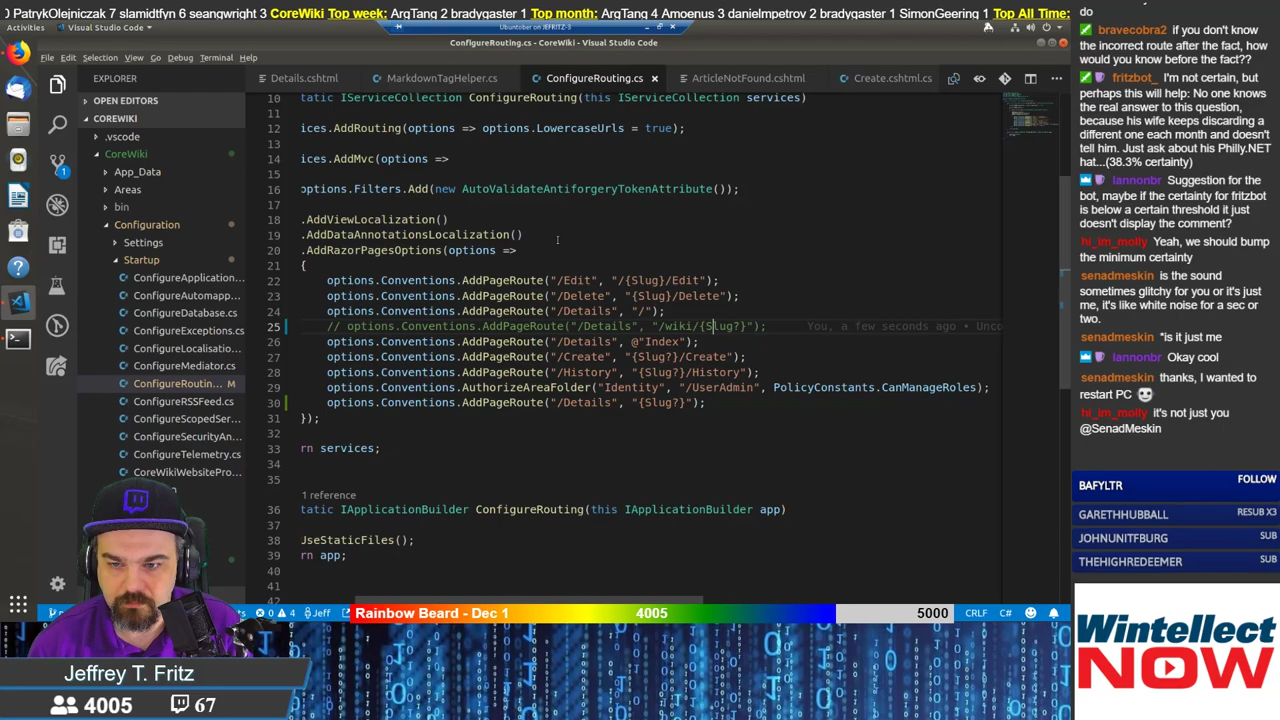 PatrykOlejniczak 7 slamidtfyn 6 seangwright 3 CoreWiki Top week: ArgTang 2 bradygaster 1 Top month: ArgTang 4 Amoenus 3 danielmpetrov 2 bradygaster 1 SimonGeering 1 Top All Time:
Ubuntober on JEFRITZ-3
Activities
Visual Studio Code
ConfigureRouting.cs - CoreWiki - Visual Studio Code
File Edit Selection View Go Debug Terminal Help
EXPLORER
Details.cshtml
MarkdownTagHelper.cs
ConfigureRouting.cs
ArticleNotFound.cshtml
Create.cshtml.cs
OPEN EDITORS
COREWIKI
.vscode
CoreWiki
App_Data
Areas
bin
Configuration
Settings
Startup
ConfigureApplication...
ConfigureAutomapp...
ConfigureDatabase.cs
ConfigureExceptions.cs
ConfigureLocalisatio...
ConfigureMediator.cs
ConfigureRoutin... M
ConfigureRSSFeed.cs
ConfigureScopedSer...
ConfigureSecurityAn...
ConfigureTelemetry.cs
CoreWikiWebsitePro...
1
10 tatic IServiceCollection ConfigureRouting(this IServiceCollection services)
11
12 ices.AddRouting(options => options.LowercaseUrls = true);
13
14 ices.AddMvc(options =>
15
16 options.Filters.Add(new AutoValidateAntiforgeryTokenAttribute());
17
18 .AddViewLocalization()
19 .AddDataAnnotationsLocalization()
20 .AddRazorPagesOptions(options =>
21 {
22 options.Conventions.AddPageRoute("/Edit", "/{Slug}/Edit");
23 options.Conventions.AddPageRoute("/Delete", "{Slug}/Delete");
24 options.Conventions.AddPageRoute("/Details", "/");
25 // options.Conventions.AddPageRoute("/Details", "/wiki/{Slug?}"); You, a few seconds ago • Unco
26 options.Conventions.AddPageRoute("/Details", @"Index");
27 options.Conventions.AddPageRoute("/Create", "{Slug?}/Create");
28 options.Conventions.AddPageRoute("/History", "{Slug?}/History");
29 options.Conventions.AuthorizeAreaFolder("Identity", "/UserAdmin", PolicyConstants.CanManageRoles);
30 options.Conventions.AddPageRoute("/Details", "{Slug?}");
31 });
32
33 rn services;
34
35
1 reference
36 tatic IApplicationBuilder ConfigureRouting(this IApplicationBuilder app)
37
38 UseStaticFiles();
39 rn app;
40
41
0 4 Jeff
CRLF C#
Rainbow Beard - Dec 1 4005 5000
Jeffrey T. Fritz
4005 67
do
bravecobra2 if you don't know
the incorrect route after the fact, how
would you know before the fact??
fritzbot_ I'm not certain, but
perhaps this will help: No one knows
the real answer to this question,
because his wife keeps discarding a
different one each month and doesn't
tell him. Just ask about his Philly.NET
hat...(38.3% certainty)
lannonbr Suggestion for the
bot, maybe if the certainty for fritzbot
is below a certain threshold it just
doesn't display the comment?
hi_im_molly Yeah, we should bump
the minimum certainty
senadmeskin is the sound
sometimes glitchy for you or it's just
me, it's like white noise for a sec or
two.
senadmeskin *is it just me
lannonbr Okay cool
senadmeskin thanks, I wanted to
restart PC
hi_im_molly it's not just you
@SenadMeskin
BAFYLTR FOLLOW
GARETHHUBBALL RESUB X3
JOHNUNITFBURG SUB
THEHIGHREDEEMER SUB
Wintellect
NOW